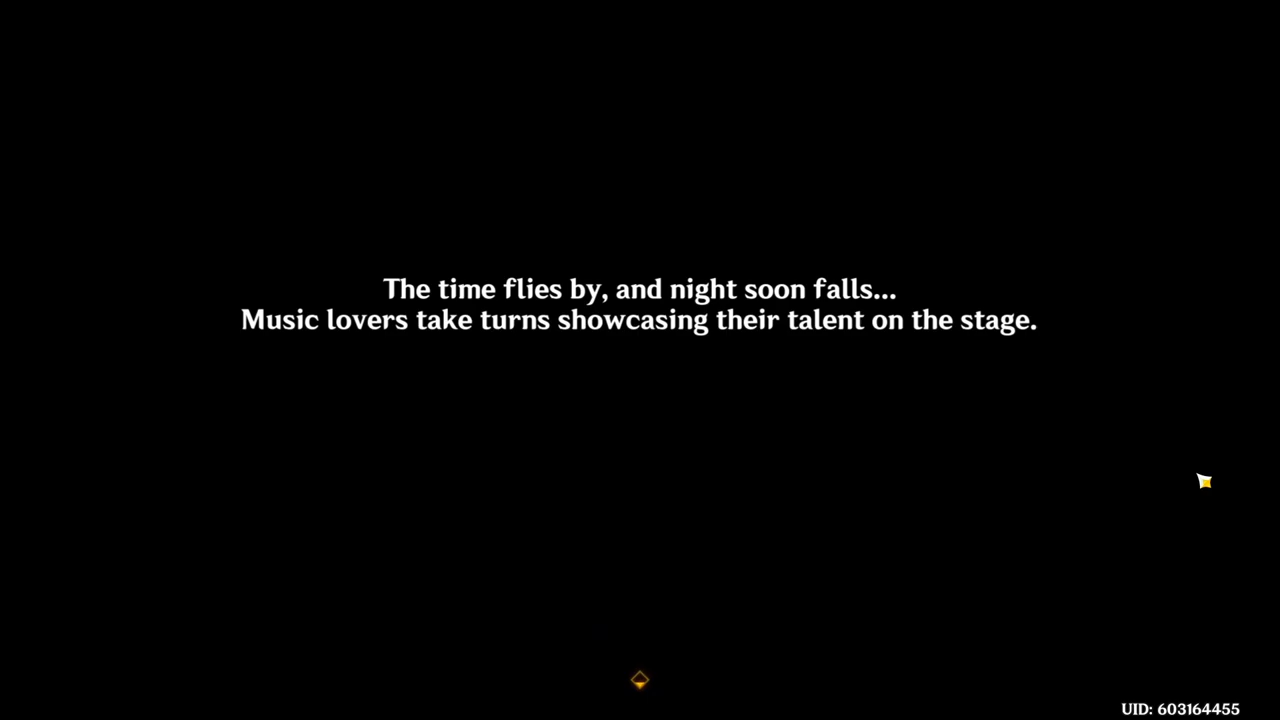 The time flies by, and night soon falls...
Music lovers take turns showcasing their talent on the stage.
UID: 603164455